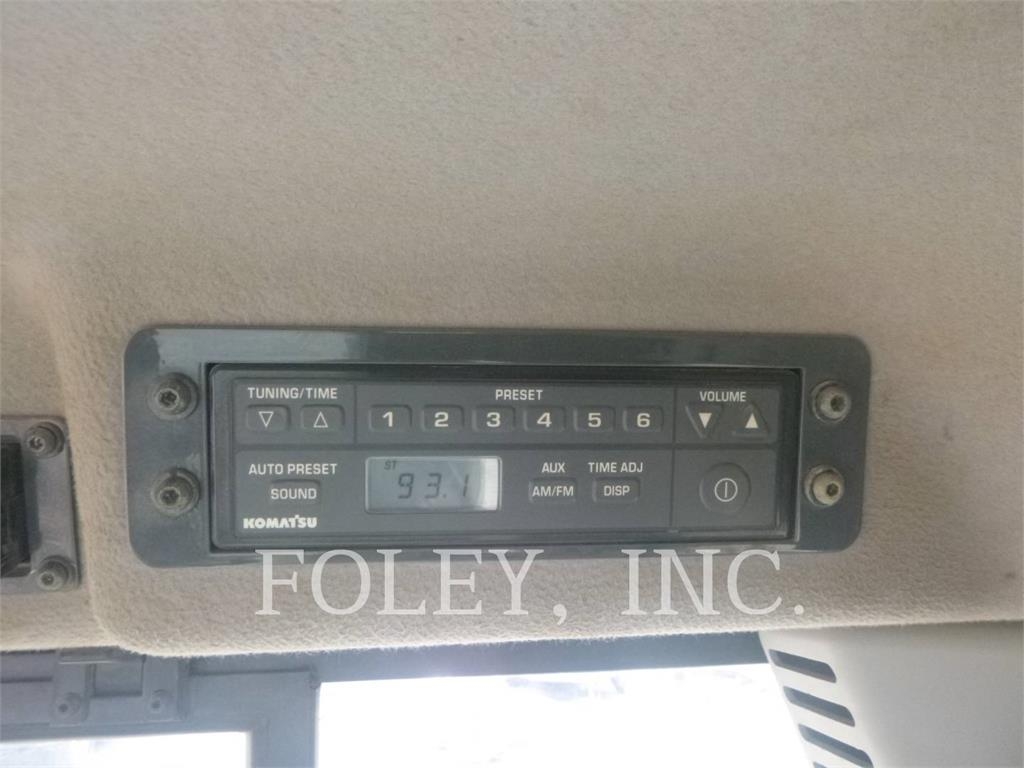 TUNING/TIME PRESET VOLUME
▽ △ 1 2 3 4 5 6 ▼ ▲
AUTO PRESET ST AUX TIME ADJ
SOUND 93.1 AM/FM DISP
KOMATSU
FOLEY, INC.